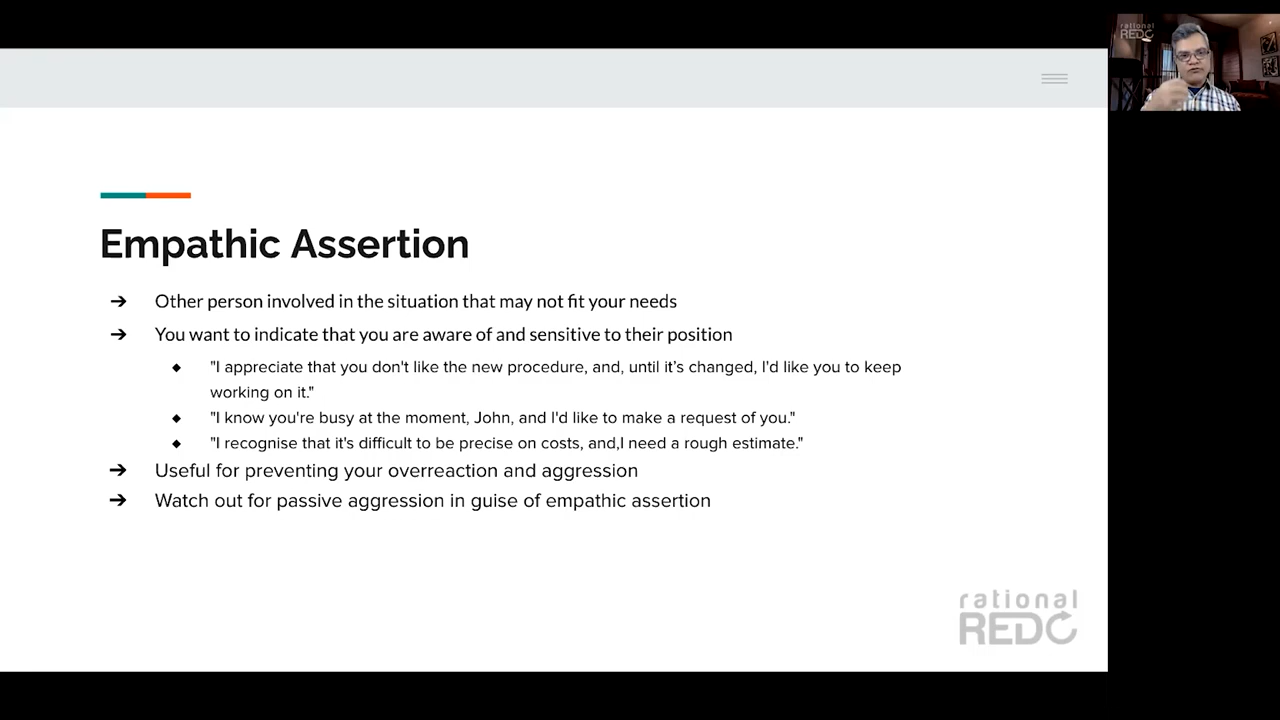 rational
REDO
Empathic Assertion
➔ Other person involved in the situation that may not fit your needs
➔ You want to indicate that you are aware of and sensitive to their position
◆ "I appreciate that you don't like the new procedure, and, until it's changed, I'd like you to keep
working on it."
◆ "I know you're busy at the moment, John, and I'd like to make a request of you."
◆ "I recognise that it's difficult to be precise on costs, and,I need a rough estimate."
➔ Useful for preventing your overreaction and aggression
➔ Watch out for passive aggression in guise of empathic assertion
rational
REDO